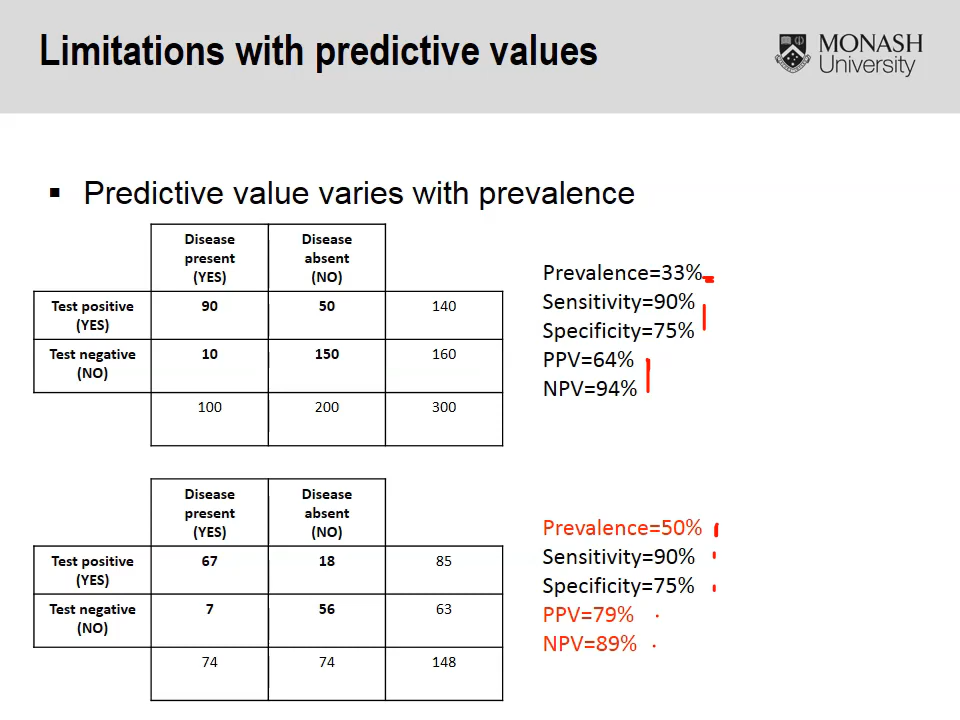 Limitations with predictive values
MONASH
University
▪ Predictive value varies with prevalence
Disease
present
(YES)
Disease
absent
(NO)
Test positive
(YES)
90
50
140
Test negative
(NO)
10
150
160
100
200
300
Prevalence=33%
Sensitivity=90%
Specificity=75%
PPV=64%
NPV=94%
Disease
present
(YES)
Disease
absent
(NO)
Test positive
(YES)
67
18
85
Test negative
(NO)
7
56
63
74
74
148
Prevalence=50%
Sensitivity=90%
Specificity=75%
PPV=79%
NPV=89%